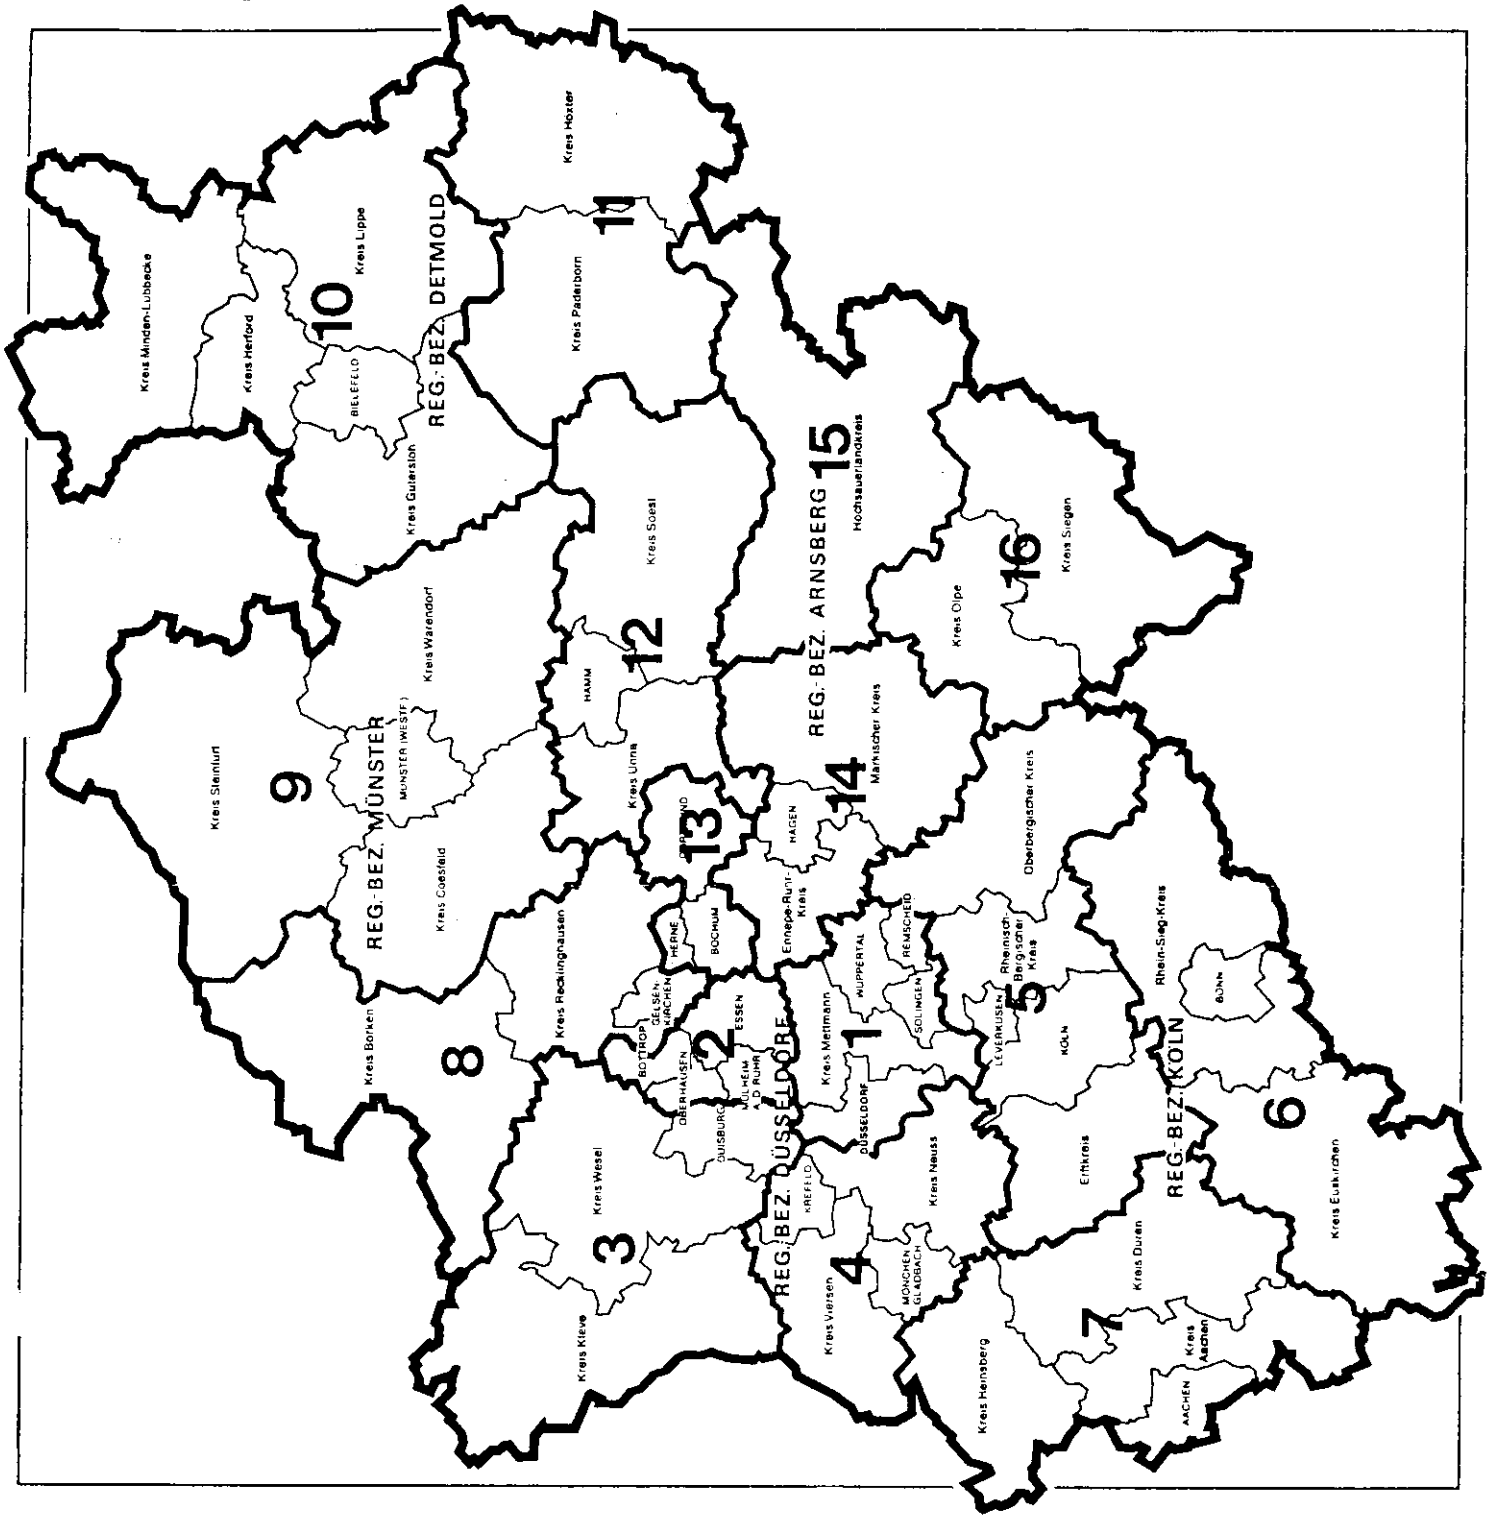 Kreis Minden-Lübbecke
Kreis Herford
10
Kreis Lippe
BIELEFELD
REG.-BEZ. DETMOLD
Kreis Gütersloh
Kreis Höxter
11
Kreis Paderborn
Kreis Steinfurt
9
MÜNSTER (WESTF.)
REG.-BEZ. MÜNSTER
Kreis Warendorf
Kreis Coesfeld
Kreis Borken
8
Kreis Recklinghausen
BOTTROP
GELSEN-
KIRCHEN
Kreis Soest
12
HAMM
Kreis Unna
13
HERNE
BOCHUM
HAGEN
14
Ennepe-Ruhr-
Kreis
Märkischer Kreis
REG.-BEZ. ARNSBERG
15
Hochsauerlandkreis
Kreis Olpe
16
Kreis Siegen
Kreis Kleve
3
Kreis Wesel
DUISBURG
OBERHAUSEN
2
ESSEN
MÜLHEIM
A. D. RUHR
REG.-BEZ. DÜSSELDORF
Kreis Mettmann
1
WUPPERTAL
REMSCHEID
SOLINGEN
DÜSSELDORF
KREFELD
Kreis Viersen
4
MÖNCHEN
GLADBACH
Kreis Neuss
Oberbergischer Kreis
Rheinisch-
Bergischer
Kreis
5
LEVERKUSEN
KÖLN
Erftkreis
Rhein-Sieg-Kreis
BONN
REG.-BEZ. KÖLN
6
Kreis Euskirchen
Kreis Düren
7
Kreis
Aachen
AACHEN
Kreis Heinsberg